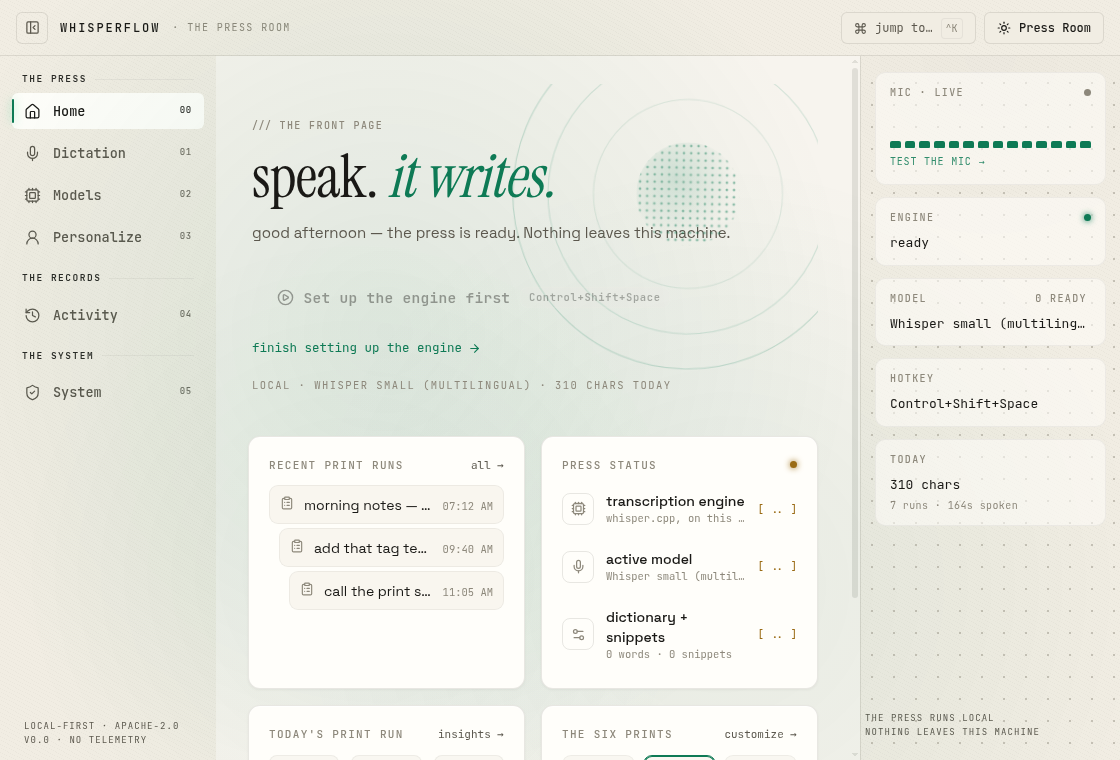 WHISPERFLOW · THE PRESS ROOM
jump to… ^K
Press Room
THE PRESS
Home 00
Dictation 01
Models 02
Personalize 03
THE RECORDS
Activity 04
THE SYSTEM
System 05
LOCAL-FIRST · APACHE-2.0
V0.0 · NO TELEMETRY
/// THE FRONT PAGE
speak. it writes.
good afternoon — the press is ready. Nothing leaves this machine.
Set up the engine first Control+Shift+Space
finish setting up the engine →
LOCAL · WHISPER SMALL (MULTILINGUAL) · 310 CHARS TODAY
RECENT PRINT RUNS all →
morning notes — … 07:12 AM
add that tag te… 09:40 AM
call the print s… 11:05 AM
PRESS STATUS
transcription engine
whisper.cpp, on this … [ .. ]
active model
Whisper small (multil… [ .. ]
dictionary +
snippets
0 words · 0 snippets [ .. ]
TODAY'S PRINT RUN insights →
THE SIX PRINTS customize →
MIC · LIVE
TEST THE MIC →
ENGINE
ready
MODEL 0 READY
Whisper small (multiling…
HOTKEY
Control+Shift+Space
TODAY
310 chars
7 runs · 164s spoken
THE PRESS RUNS LOCAL
NOTHING LEAVES THIS MACHINE